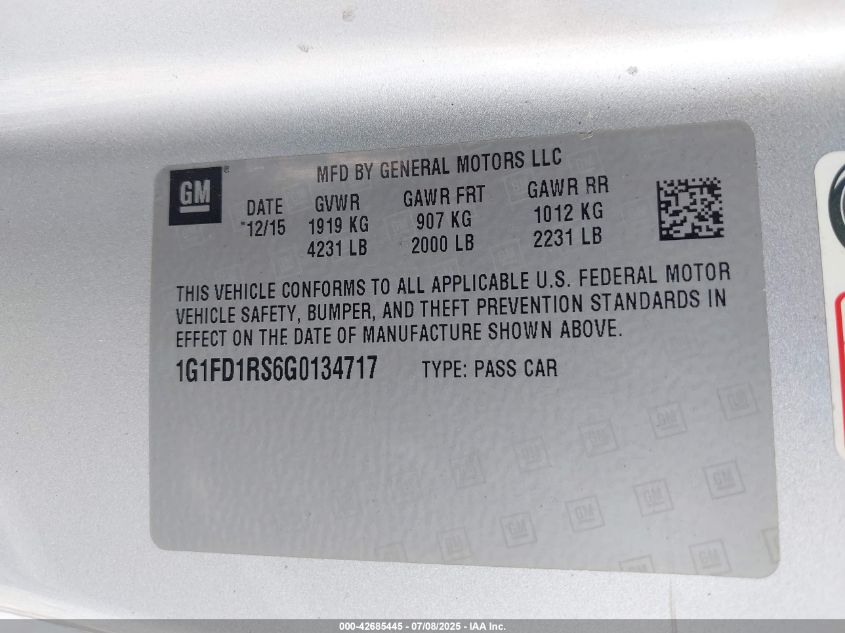 GM
MFD BY GENERAL MOTORS LLC
DATE GVWR GAWR FRT GAWR RR
12/15 1919 KG 907 KG 1012 KG
4231 LB 2000 LB 2231 LB
THIS VEHICLE CONFORMS TO ALL APPLICABLE U.S. FEDERAL MOTOR
VEHICLE SAFETY, BUMPER, AND THEFT PREVENTION STANDARDS IN
EFFECT ON THE DATE OF MANUFACTURE SHOWN ABOVE.
1G1FD1RS6G0134717 TYPE: PASS CAR
000-42685445 - 07/08/2025 - IAA Inc.